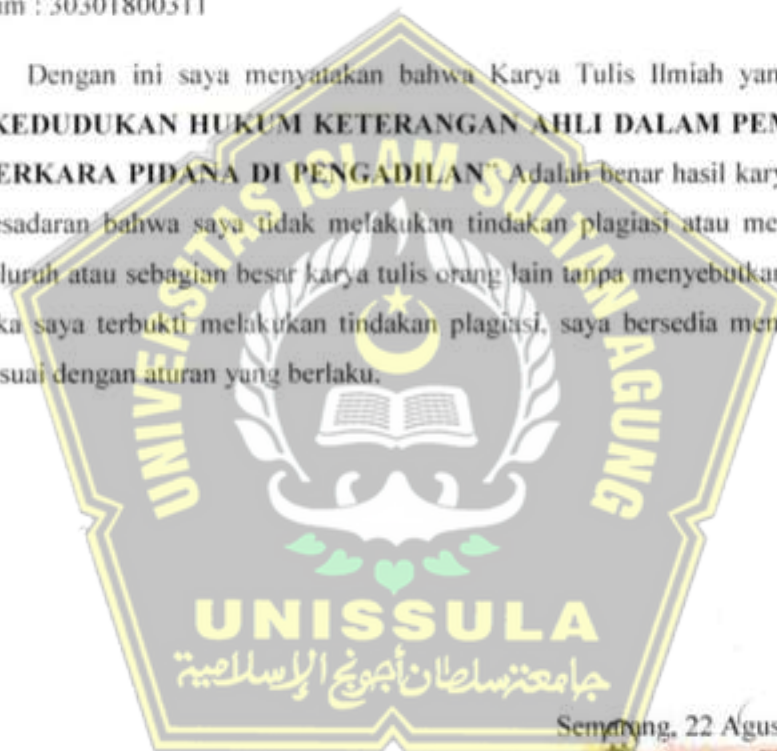 im : 30301800311
Dengan ini saya menyatakan bahwa Karya Tulis Ilmiah yan
KEDUDUKAN HUKUM KETERANGAN AHLI DALAM PEM
ERKARA PIDANA DI PENGADILAN" Adalah benar hasil kary
esadaran bahwa saya tidak melakukan tindakan plagiasi atau me
luruh atau sebagian besar karya tulis orang lain tanpa menyebutkan
ka saya terbukti melakukan tindakan plagiasi, saya bersedia men
suai dengan aturan yang berlaku.
UNIVERSITAS ISLAM SULTAN AGUNG
UNISSULA
جامعة سلطان أجونج الإسلامية
Semarang, 22 Agus